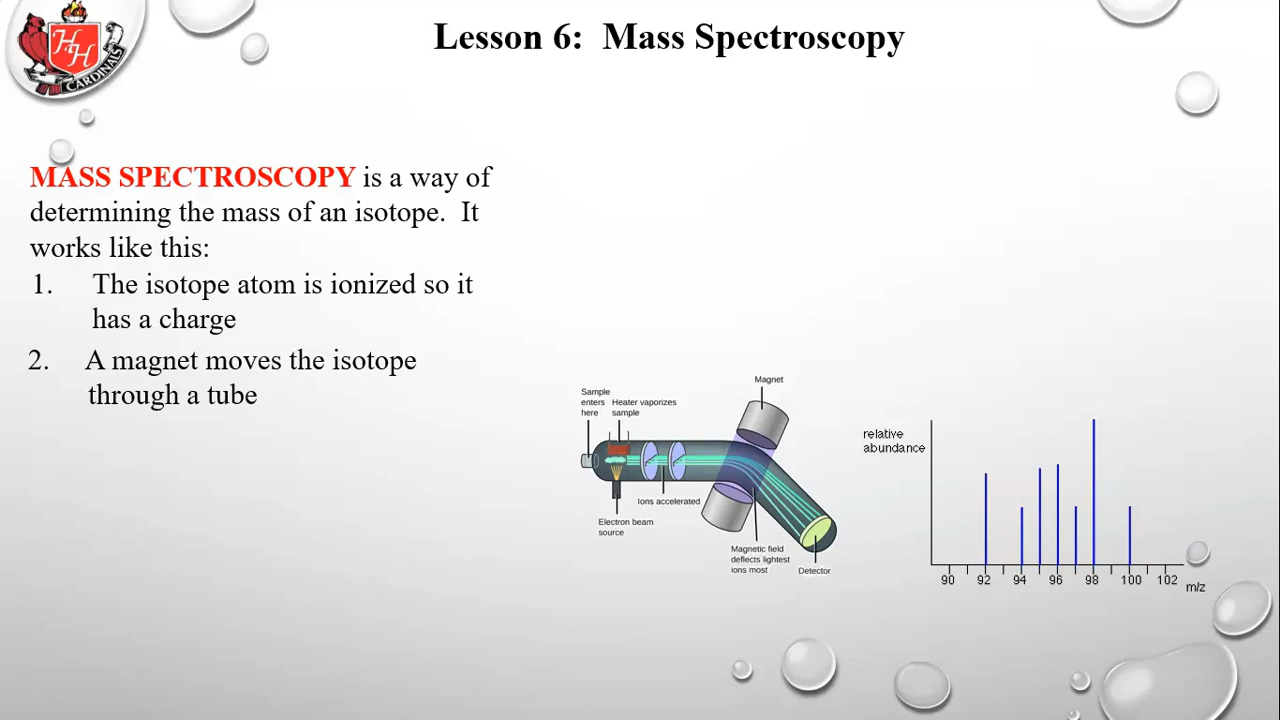 H
H
CARDINALS
Lesson 6:  Mass Spectroscopy
MASS SPECTROSCOPY is a way of
determining the mass of an isotope.  It
works like this:
1. The isotope atom is ionized so it
has a charge
2. A magnet moves the isotope
through a tube
Magnet
Sample
enters
here
Heater vaporizes
sample
Ions accelerated
Electron beam
source
Magnetic field
deflects lightest
ions most
Detector
relative
abundance
90 92 94 96 98 100 102
m/z